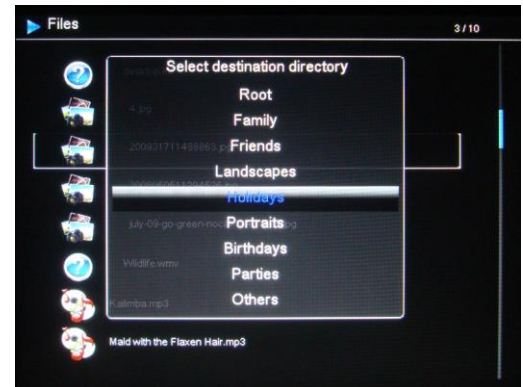 Files
3/10
Select destination directory
Root
4.jpg
Family
Friends
Landscapes
Holidays
Portraits
Birthdays
Wildlife.wmv
Parties
Kalimba.mp3
Others
Maid with the Flaxen Hair.mp3